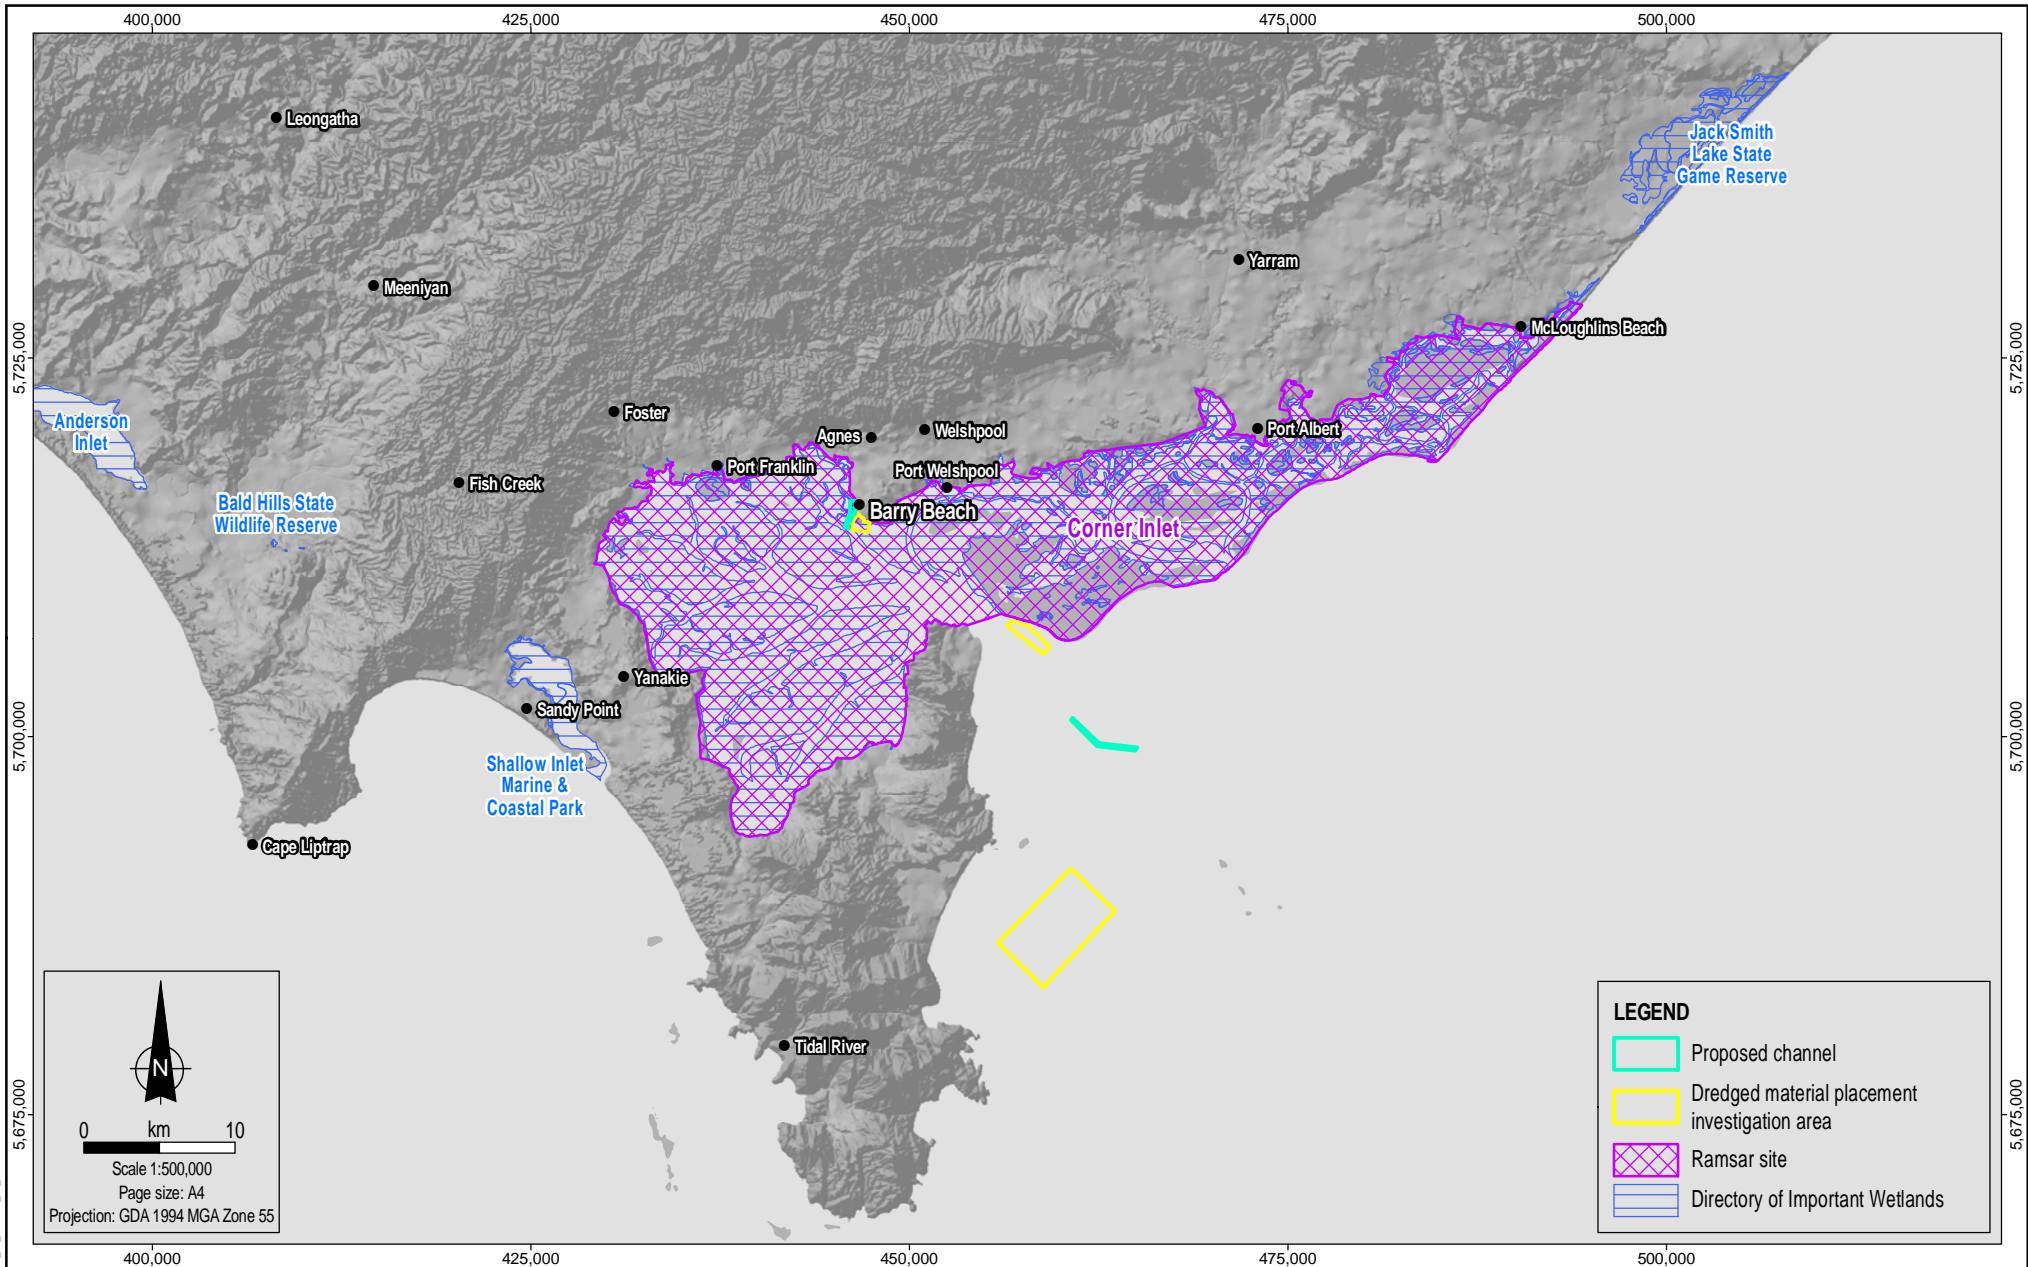 400,000
425,000
450,000
475,000
500,000
Leongatha
Jack Smith
Lake State
Game Reserve
Yarram
Meeniyan
McLoughlins Beach
5,725,000
5,725,000
Anderson
Inlet
Foster
Agnes
Welshpool
Port Albert
Port Franklin
Port Welshpool
Fish Creek
Bald Hills State
Wildlife Reserve
Barry Beach
Corner Inlet
Yanakie
Sandy Point
5,700,000
5,700,000
Shallow Inlet
Marine &
Coastal Park
Cape Liptrap
Tidal River
N
0 km 10
Scale 1:500,000
Page size: A4
Projection: GDA 1994 MGA Zone 55
5,675,000
5,675,000
LEGEND
Proposed channel
Dredged material placement
investigation area
Ramsar site
Directory of Important Wetlands
400,000
425,000
450,000
475,000
500,000